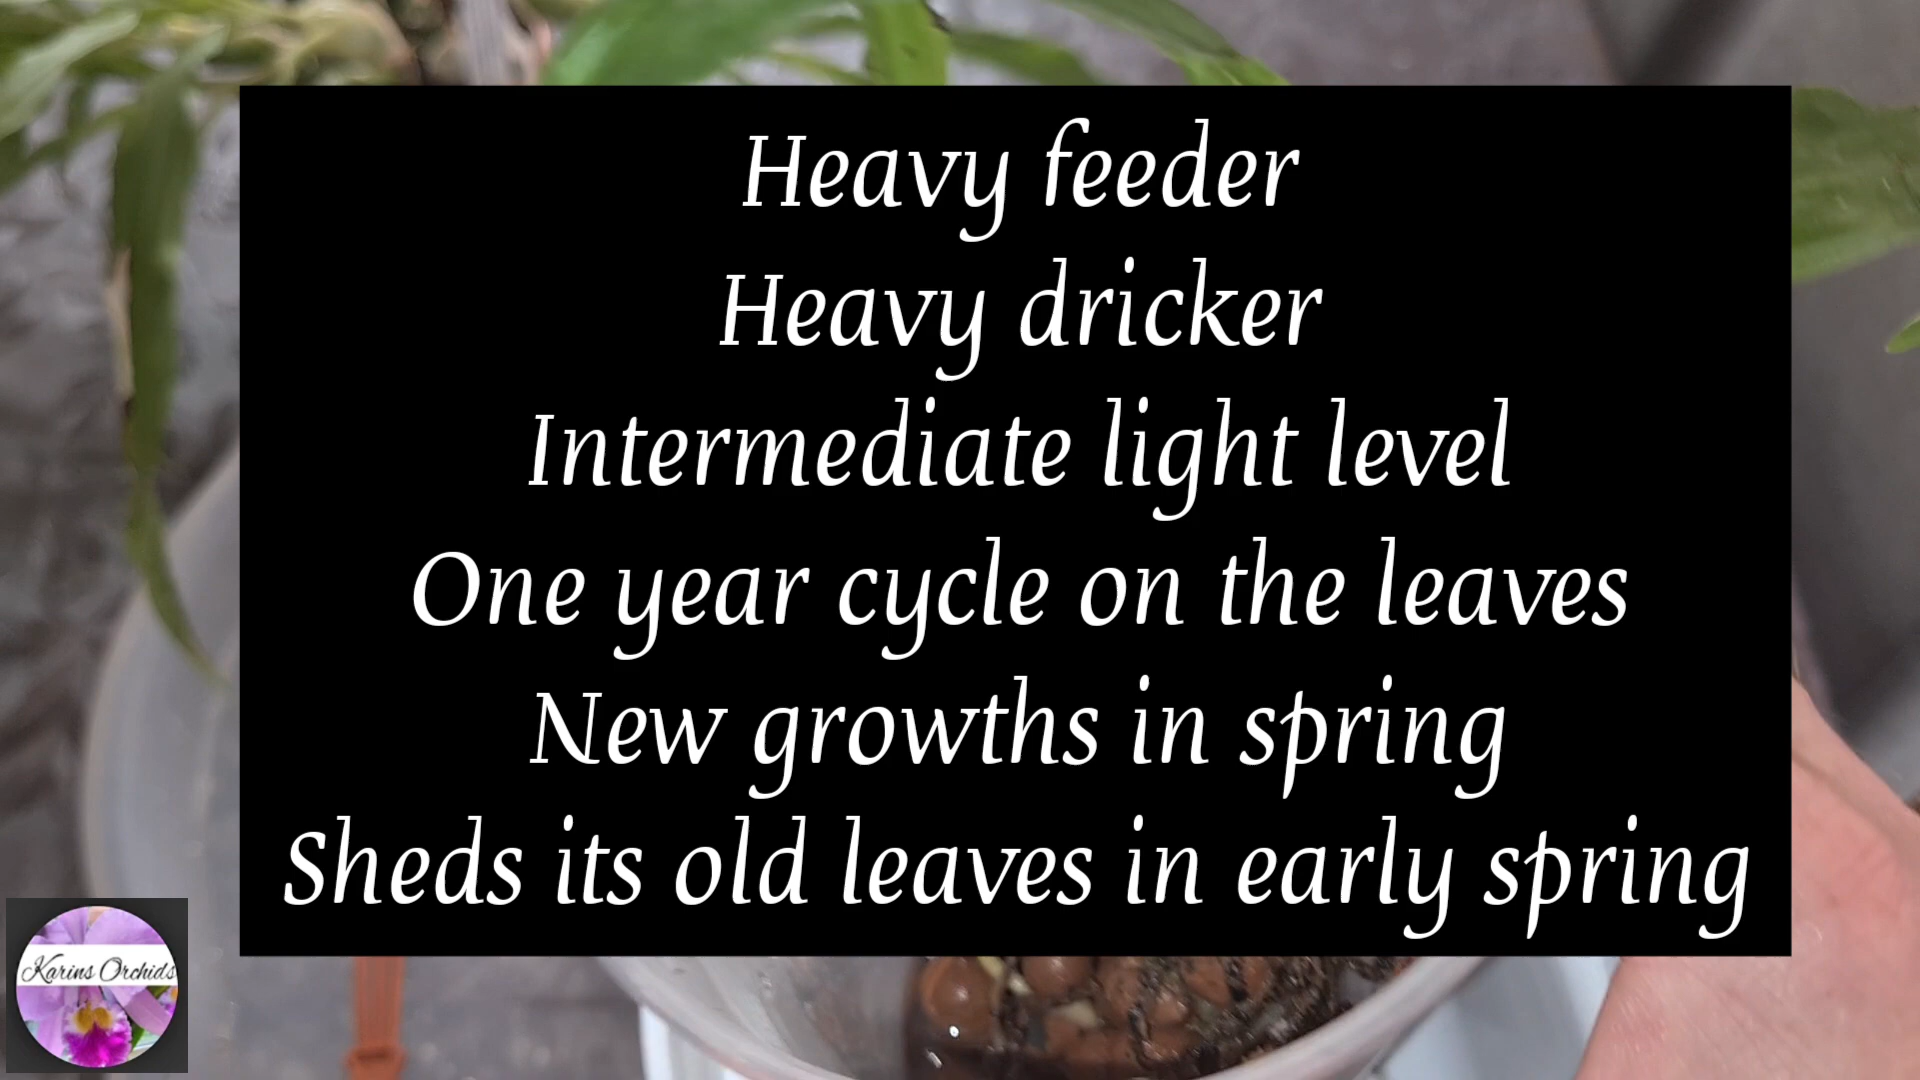 Heavy feeder
Heavy dricker
Intermediate light level
One year cycle on the leaves
New growths in spring
Sheds its old leaves in early spring
Karins Orchids